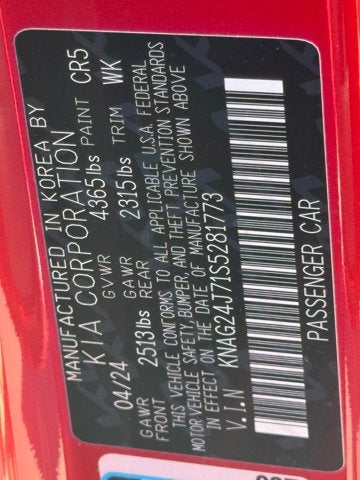 MANUFACTURED IN KOREA BY
KIA CORPORATION
04/24 GVWR 4365lbs PAINT CR5
GAWR FRONT 2513lbs GAWR REAR 2315lbs TRIM WK
THIS VEHICLE CONFORMS TO ALL APPLICABLE U.S.A. FEDERAL
MOTOR VEHICLE SAFETY, BUMPER, AND THEFT PREVENTION STANDARDS
IN EFFECT ON THE DATE OF MANUFACTURE SHOWN ABOVE
V.I.N KNAG24J71S5281773
PASSENGER CAR